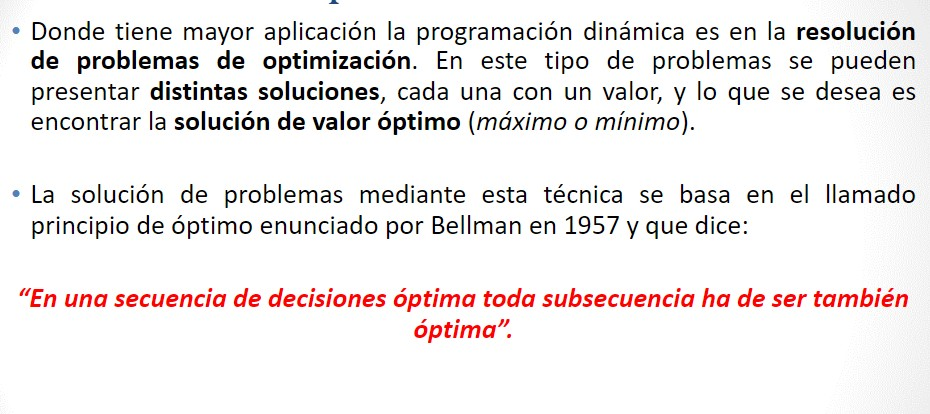 • Donde tiene mayor aplicación la programación dinámica es en la resolución
de problemas de optimización. En este tipo de problemas se pueden
presentar distintas soluciones, cada una con un valor, y lo que se desea es
encontrar la solución de valor óptimo (máximo o mínimo).
• La solución de problemas mediante esta técnica se basa en el llamado
principio de óptimo enunciado por Bellman en 1957 y que dice:
“En una secuencia de decisiones óptima toda subsecuencia ha de ser también
óptima”.